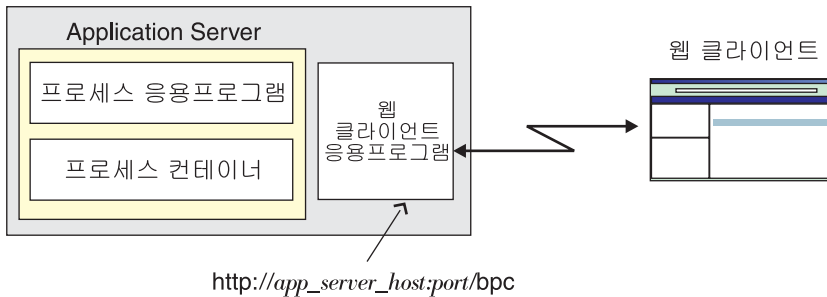 Application Server
프로세스 응용프로그램
프로세스 컨테이너
웹
클라이언트
응용프로그램
웹 클라이언트
http://app_server_host:port/bpc